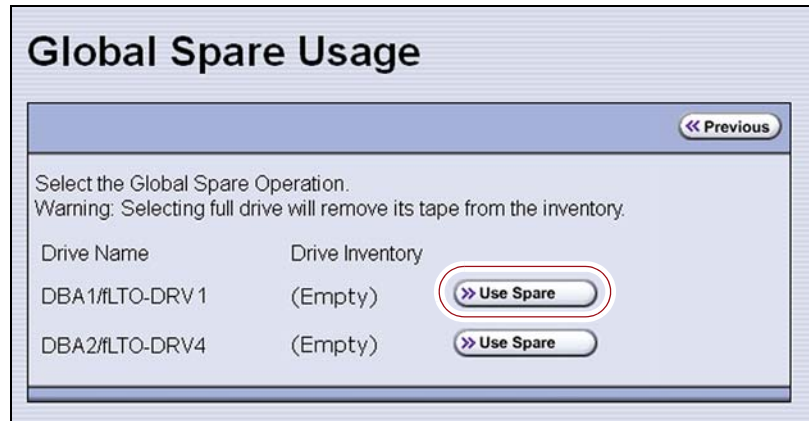 Global Spare Usage
Previous
Select the Global Spare Operation.
Warning: Selecting full drive will remove its tape from the inventory.
Drive Name Drive Inventory
DBA1/fLTO-DRV1 (Empty) Use Spare
DBA2/fLTO-DRV4 (Empty) Use Spare